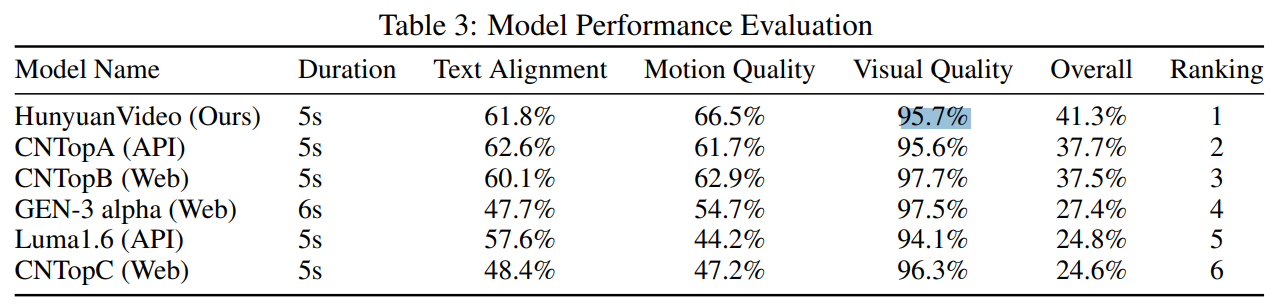 Table 3: Model Performance Evaluation
Model Name Duration Text Alignment Motion Quality Visual Quality Overall Ranking
HunyuanVideo (Ours) 5s 61.8% 66.5% 95.7% 41.3% 1
CNTopA (API) 5s 62.6% 61.7% 95.6% 37.7% 2
CNTopB (Web) 5s 60.1% 62.9% 97.7% 37.5% 3
GEN-3 alpha (Web) 6s 47.7% 54.7% 97.5% 27.4% 4
Luma1.6 (API) 5s 57.6% 44.2% 94.1% 24.8% 5
CNTopC (Web) 5s 48.4% 47.2% 96.3% 24.6% 6